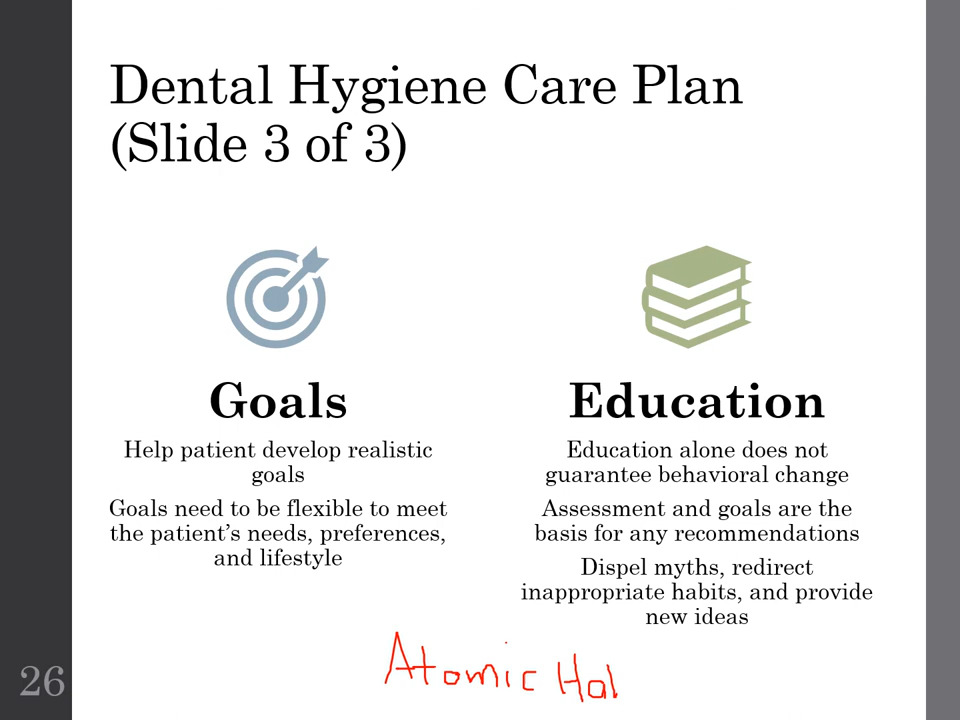 Dental Hygiene Care Plan
(Slide 3 of 3)
Goals
Help patient develop realistic
goals
Goals need to be flexible to meet
the patient’s needs, preferences,
and lifestyle
Education
Education alone does not
guarantee behavioral change
Assessment and goals are the
basis for any recommendations
Dispel myths, redirect
inappropriate habits, and provide
new ideas
Atomic Hal
26